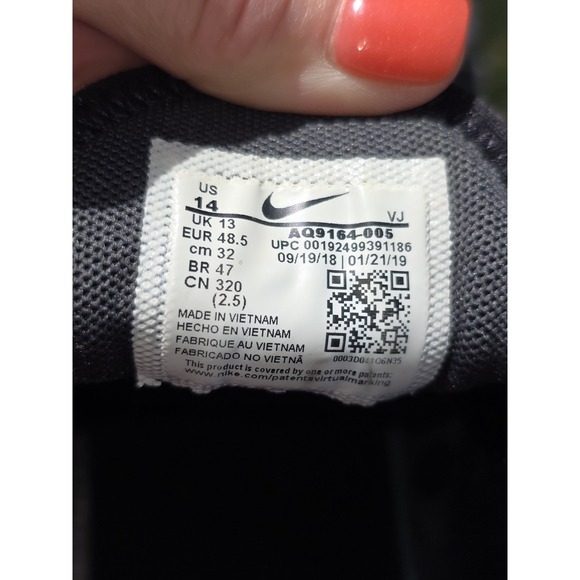 US
14
UK 13
EUR 48.5
cm 32
BR 47
CN 320
(2.5)
VJ
AQ9164-005
UPC 00192499391186
09/19/18 | 01/21/19
MADE IN VIETNAM
HECHO EN VIETNAM
FABRIQUE AU VIETNAM
FABRICADO NO VIETNÃ
This product is covered by one or more patents:
www.nike.com/patentsvirtualmarking